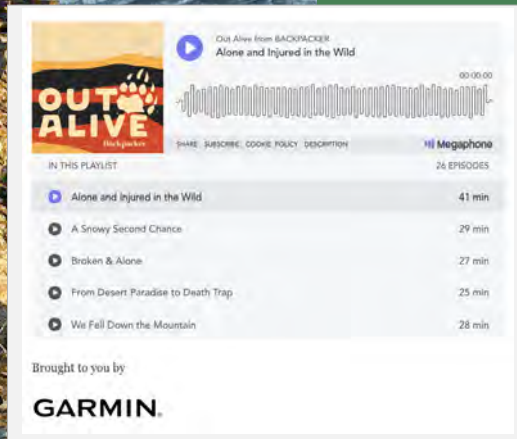 OUT
ALIVE
Backpacker
Out Alive from BACKPACKER
Alone and Injured in the Wild
00:00:00
SHARE SUBSCRIBE COOKIE POLICY DESCRIPTION
Megaphone
IN THIS PLAYLIST
26 EPISODES
Alone and Injured in the Wild
41 min
A Snowy Second Chance
29 min
Broken & Alone
27 min
From Desert Paradise to Death Trap
25 min
We Fell Down the Mountain
28 min
Brought to you by
GARMIN.